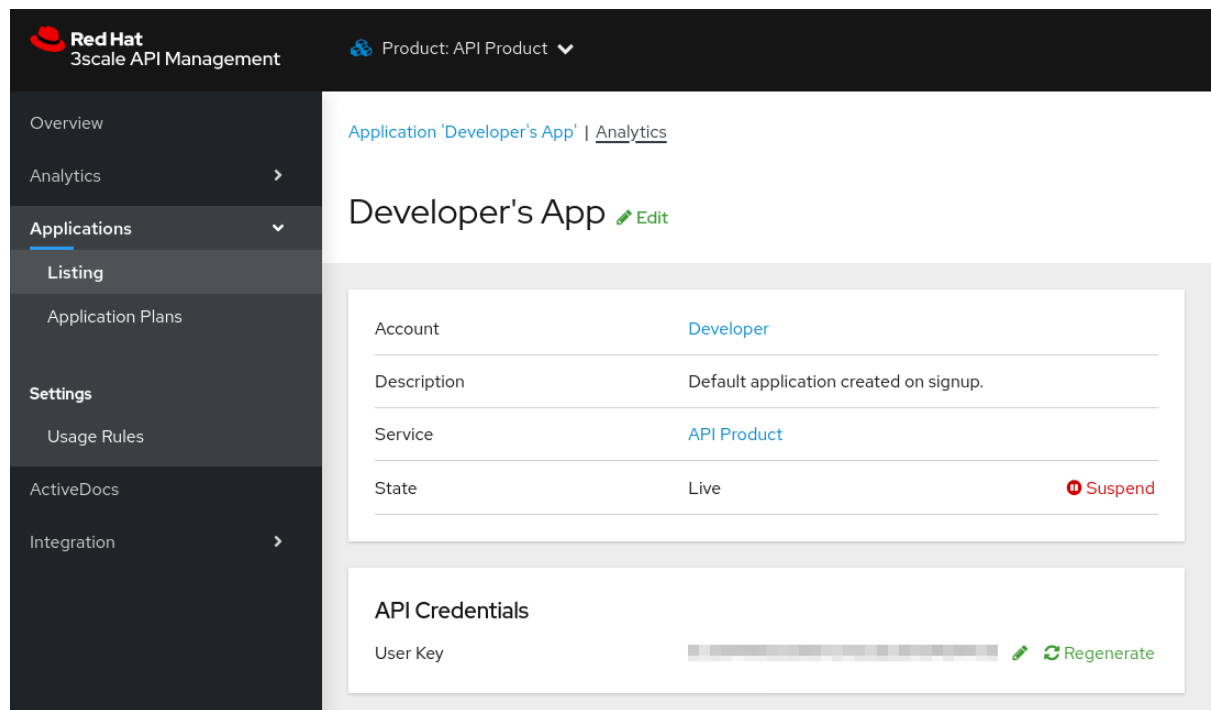 Red Hat
3scale API Management
Product: API Product
Overview
Analytics
Applications
Listing
Application Plans
Settings
Usage Rules
ActiveDocs
Integration
Application 'Developer's App' | Analytics
Developer's App Edit
Account Developer
Description Default application created on signup.
Service API Product
State Live Suspend
API Credentials
User Key Regenerate